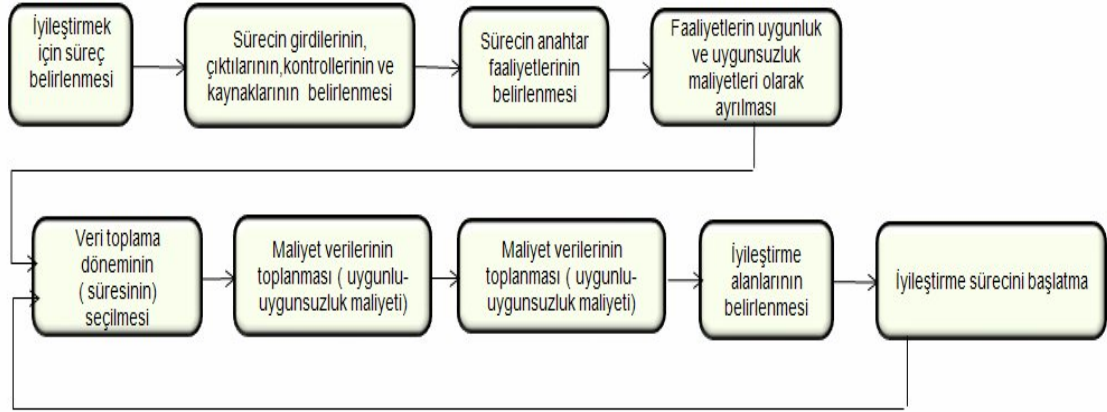 İyileştirmek
için süreç
belirlenmesi
Sürecin girdilerinin,
çıktılarının,kontrollerinin ve
kaynaklarının belirlenmesi
Sürecin anahtar
faaliyetlerinin
belirlenmesi
Faaliyetlerin uygunluk
ve uygunsuzluk
maliyetleri olarak
ayrılması
Veri toplama
döneminin
( süresinin)
seçilmesi
Maliyet verilerinin
toplanması ( uygunlu-
uygunsuzluk maliyeti)
Maliyet verilerinin
toplanması ( uygunlu-
uygunsuzluk maliyeti)
İyileştirme
alanlarının
belirlenmesi
İyileştirme sürecini başlatma